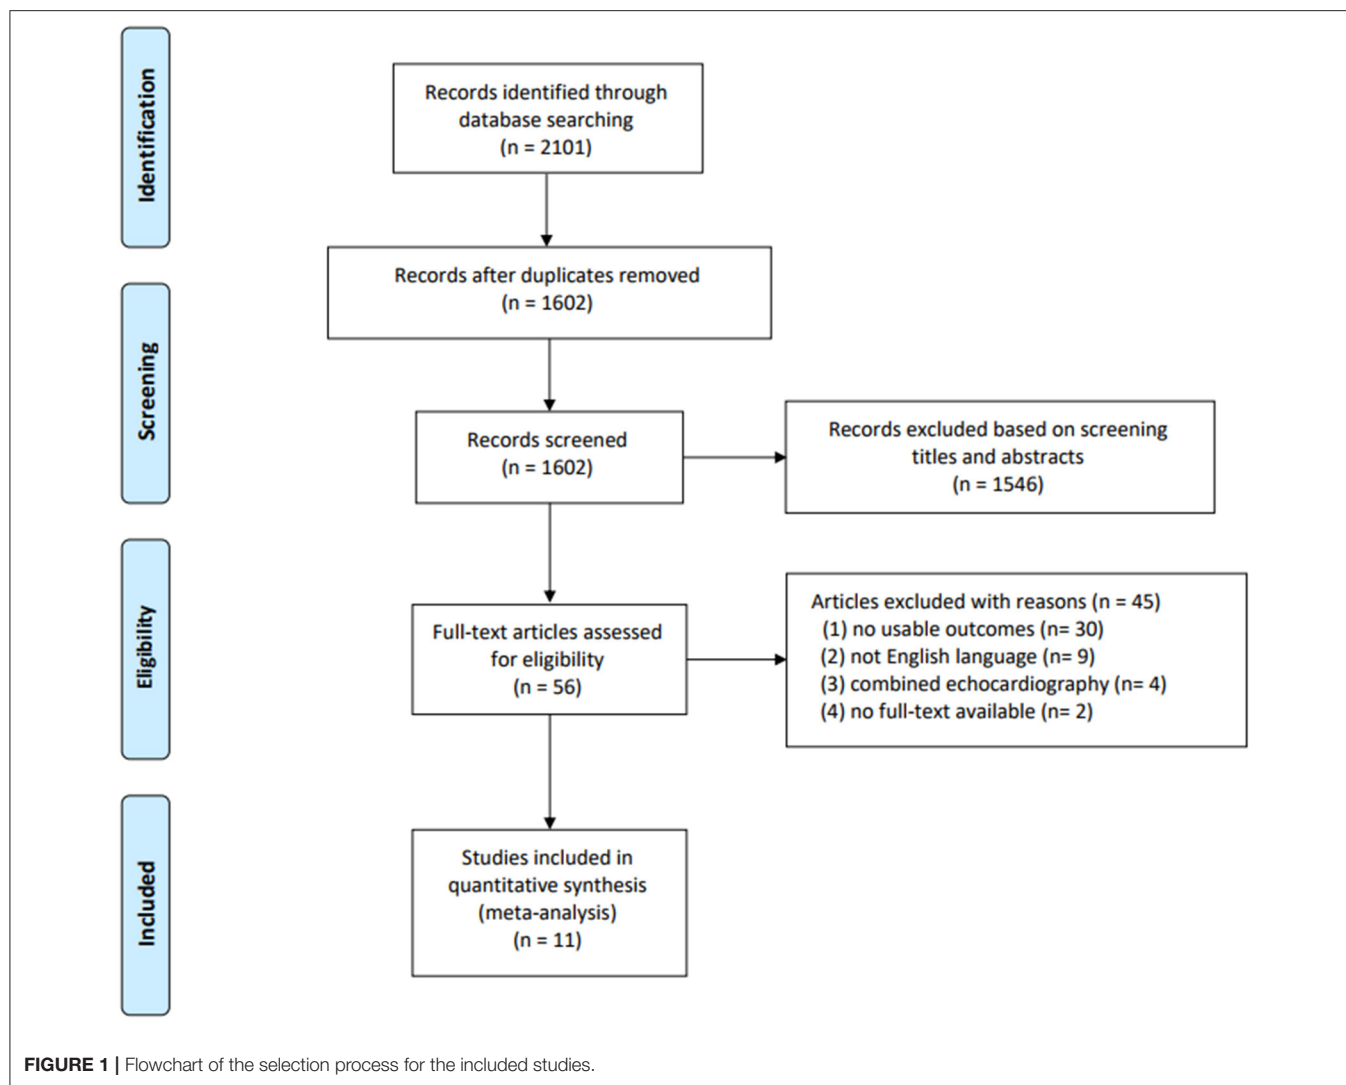 Identification
Records identified through
database searching
(n = 2101)
Records after duplicates removed
(n = 1602)
Screening
Records screened
(n = 1602)
Records excluded based on screening
titles and abstracts
(n = 1546)
Eligibility
Full-text articles assessed
for eligibility
(n = 56)
Articles excluded with reasons (n = 45)
(1) no usable outcomes (n= 30)
(2) not English language (n= 9)
(3) combined echocardiography (n= 4)
(4) no full-text available (n= 2)
Included
Studies included in
quantitative synthesis
(meta-analysis)
(n = 11)
FIGURE 1 | Flowchart of the selection process for the included studies.